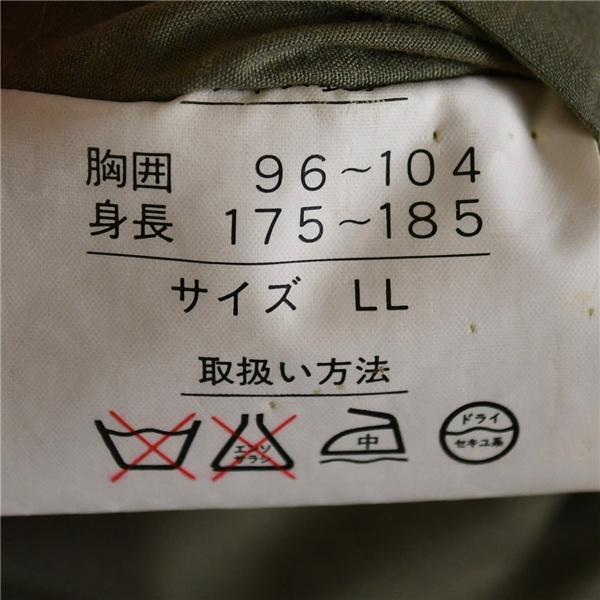 胸囲 96~104
身長 175~185
サイズ LL
取扱い方法
エンソ
サラシ
中
ドライ
セキユ系